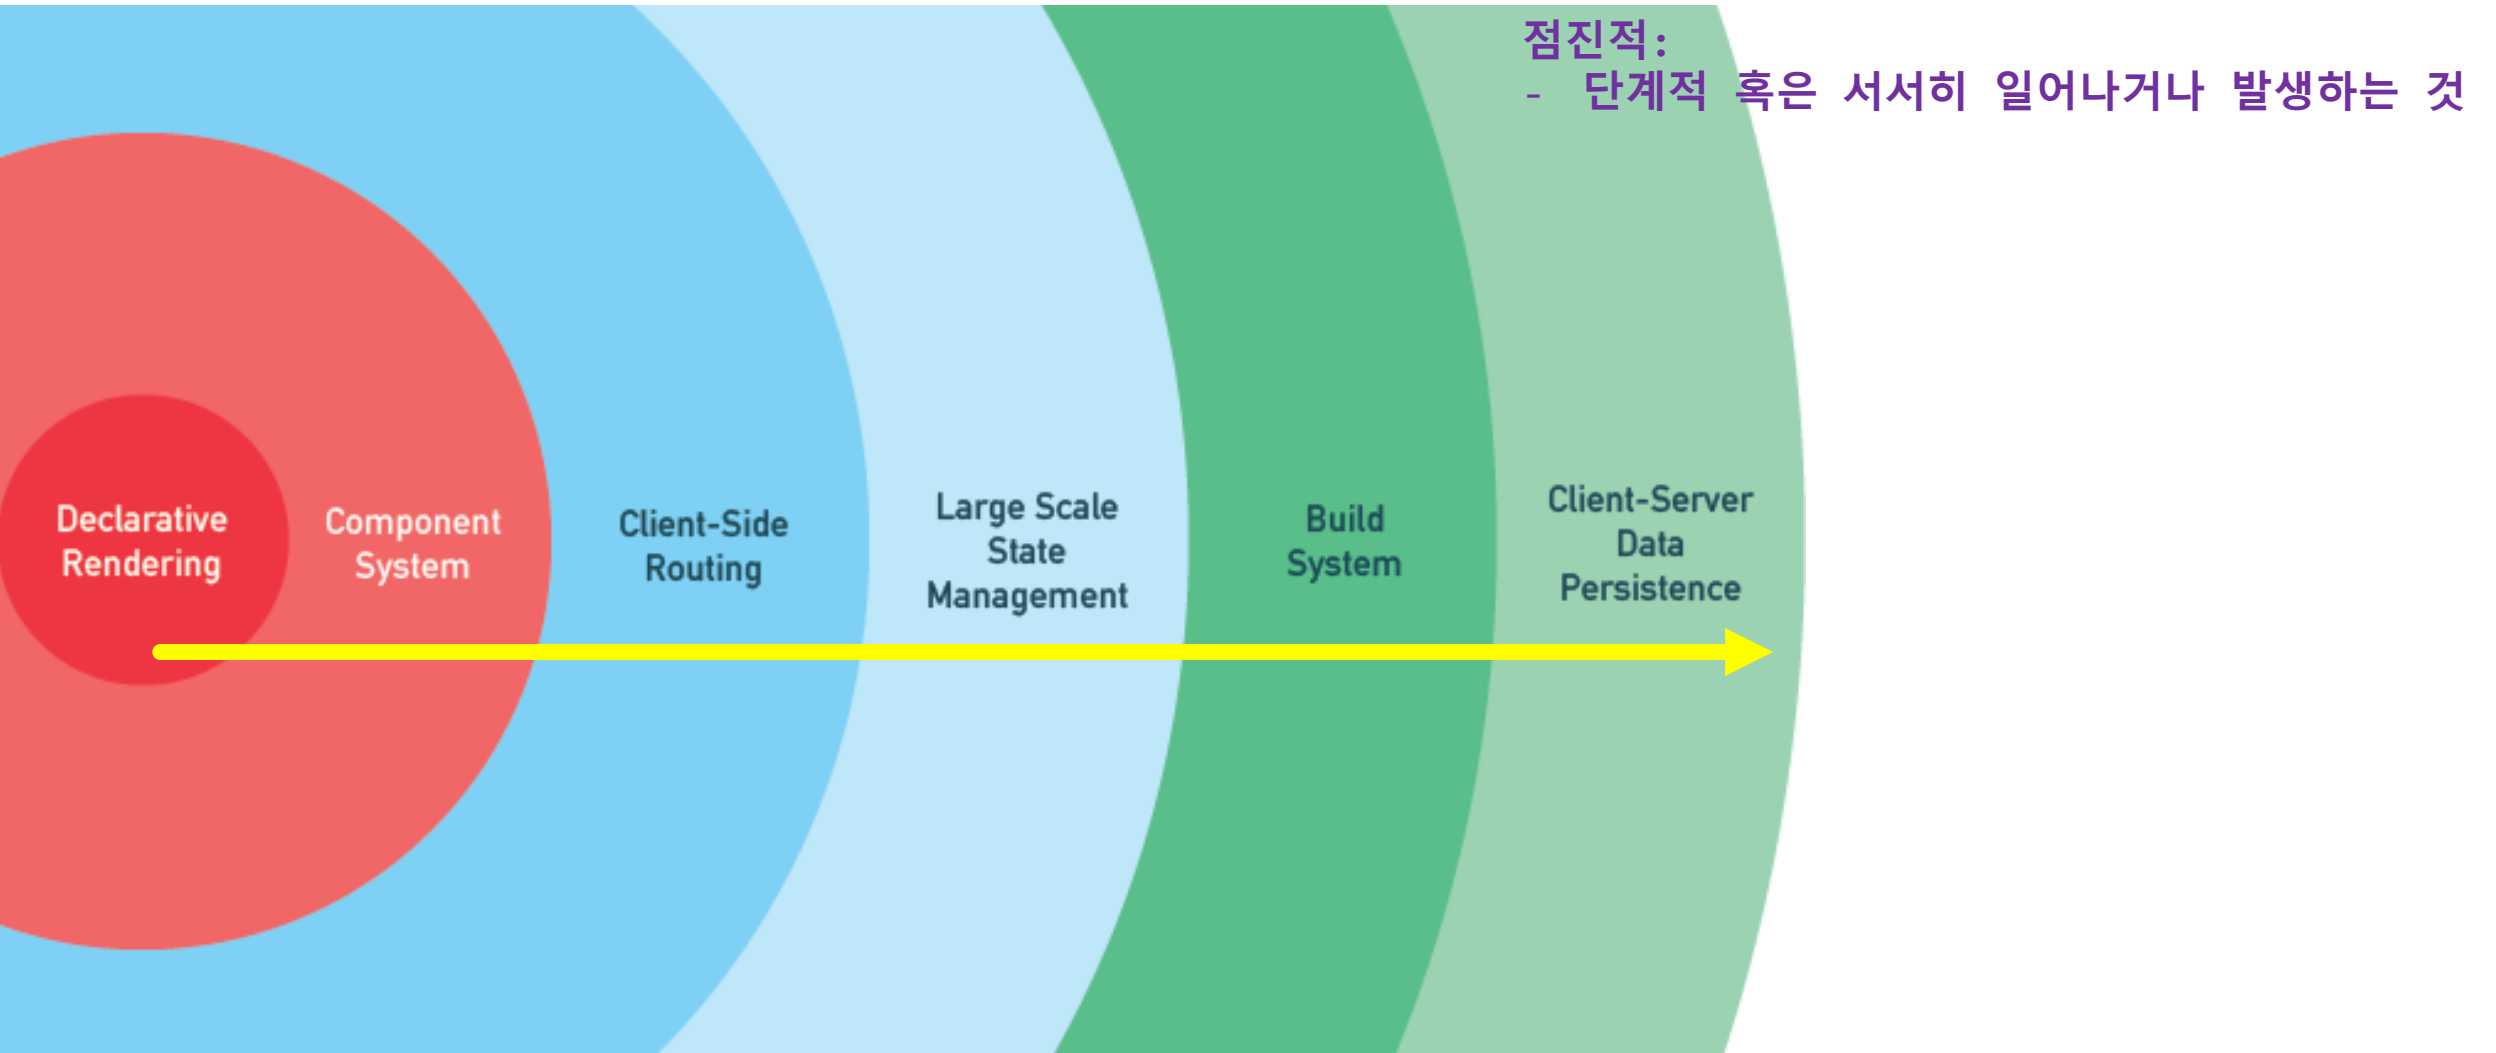 점진적:
- 단계적 혹은 서서히 일어나거나 발생하는 것
Declarative
Rendering
Component
System
Client-Side
Routing
Large Scale
State
Management
Build
System
Client-Server
Data
Persistence